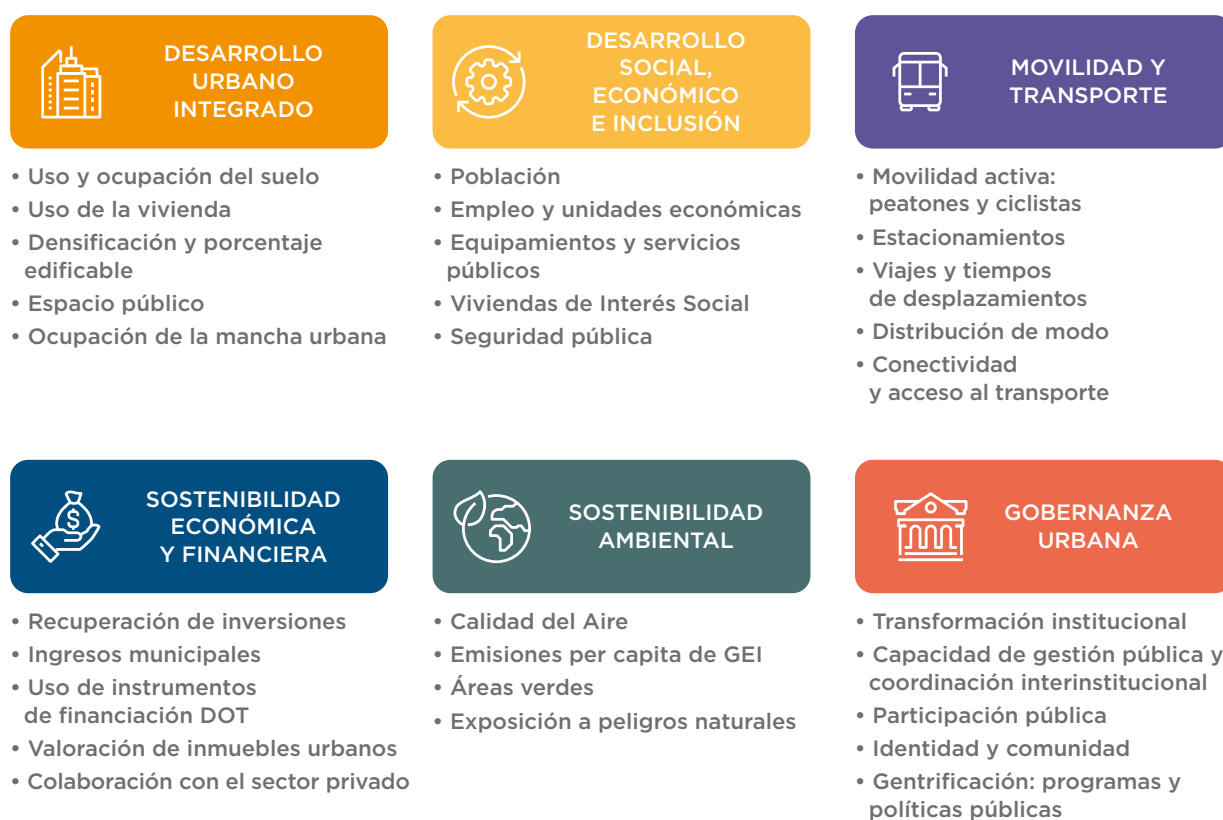 DESARROLLO
URBANO
INTEGRADO
• Uso y ocupación del suelo
• Uso de la vivienda
• Densificación y porcentaje
edificable
• Espacio público
• Ocupación de la mancha urbana
DESARROLLO
SOCIAL,
ECONÓMICO
E INCLUSIÓN
• Población
• Empleo y unidades económicas
• Equipamientos y servicios
públicos
• Viviendas de Interés Social
• Seguridad pública
MOVILIDAD Y
TRANSPORTE
• Movilidad activa:
peatones y ciclistas
• Estacionamientos
• Viajes y tiempos
de desplazamientos
• Distribución de modo
• Conectividad
y acceso al transporte
$
SOSTENIBILIDAD
ECONÓMICA
Y FINANCIERA
• Recuperación de inversiones
• Ingresos municipales
• Uso de instrumentos
de financiación DOT
• Valoración de inmuebles urbanos
• Colaboración con el sector privado
SOSTENIBILIDAD
AMBIENTAL
• Calidad del Aire
• Emisiones per capita de GEI
• Áreas verdes
• Exposición a peligros naturales
GOBERNANZA
URBANA
• Transformación institucional
• Capacidad de gestión pública y
coordinación interinstitucional
• Participación pública
• Identidad y comunidad
• Gentrificación: programas y
políticas públicas